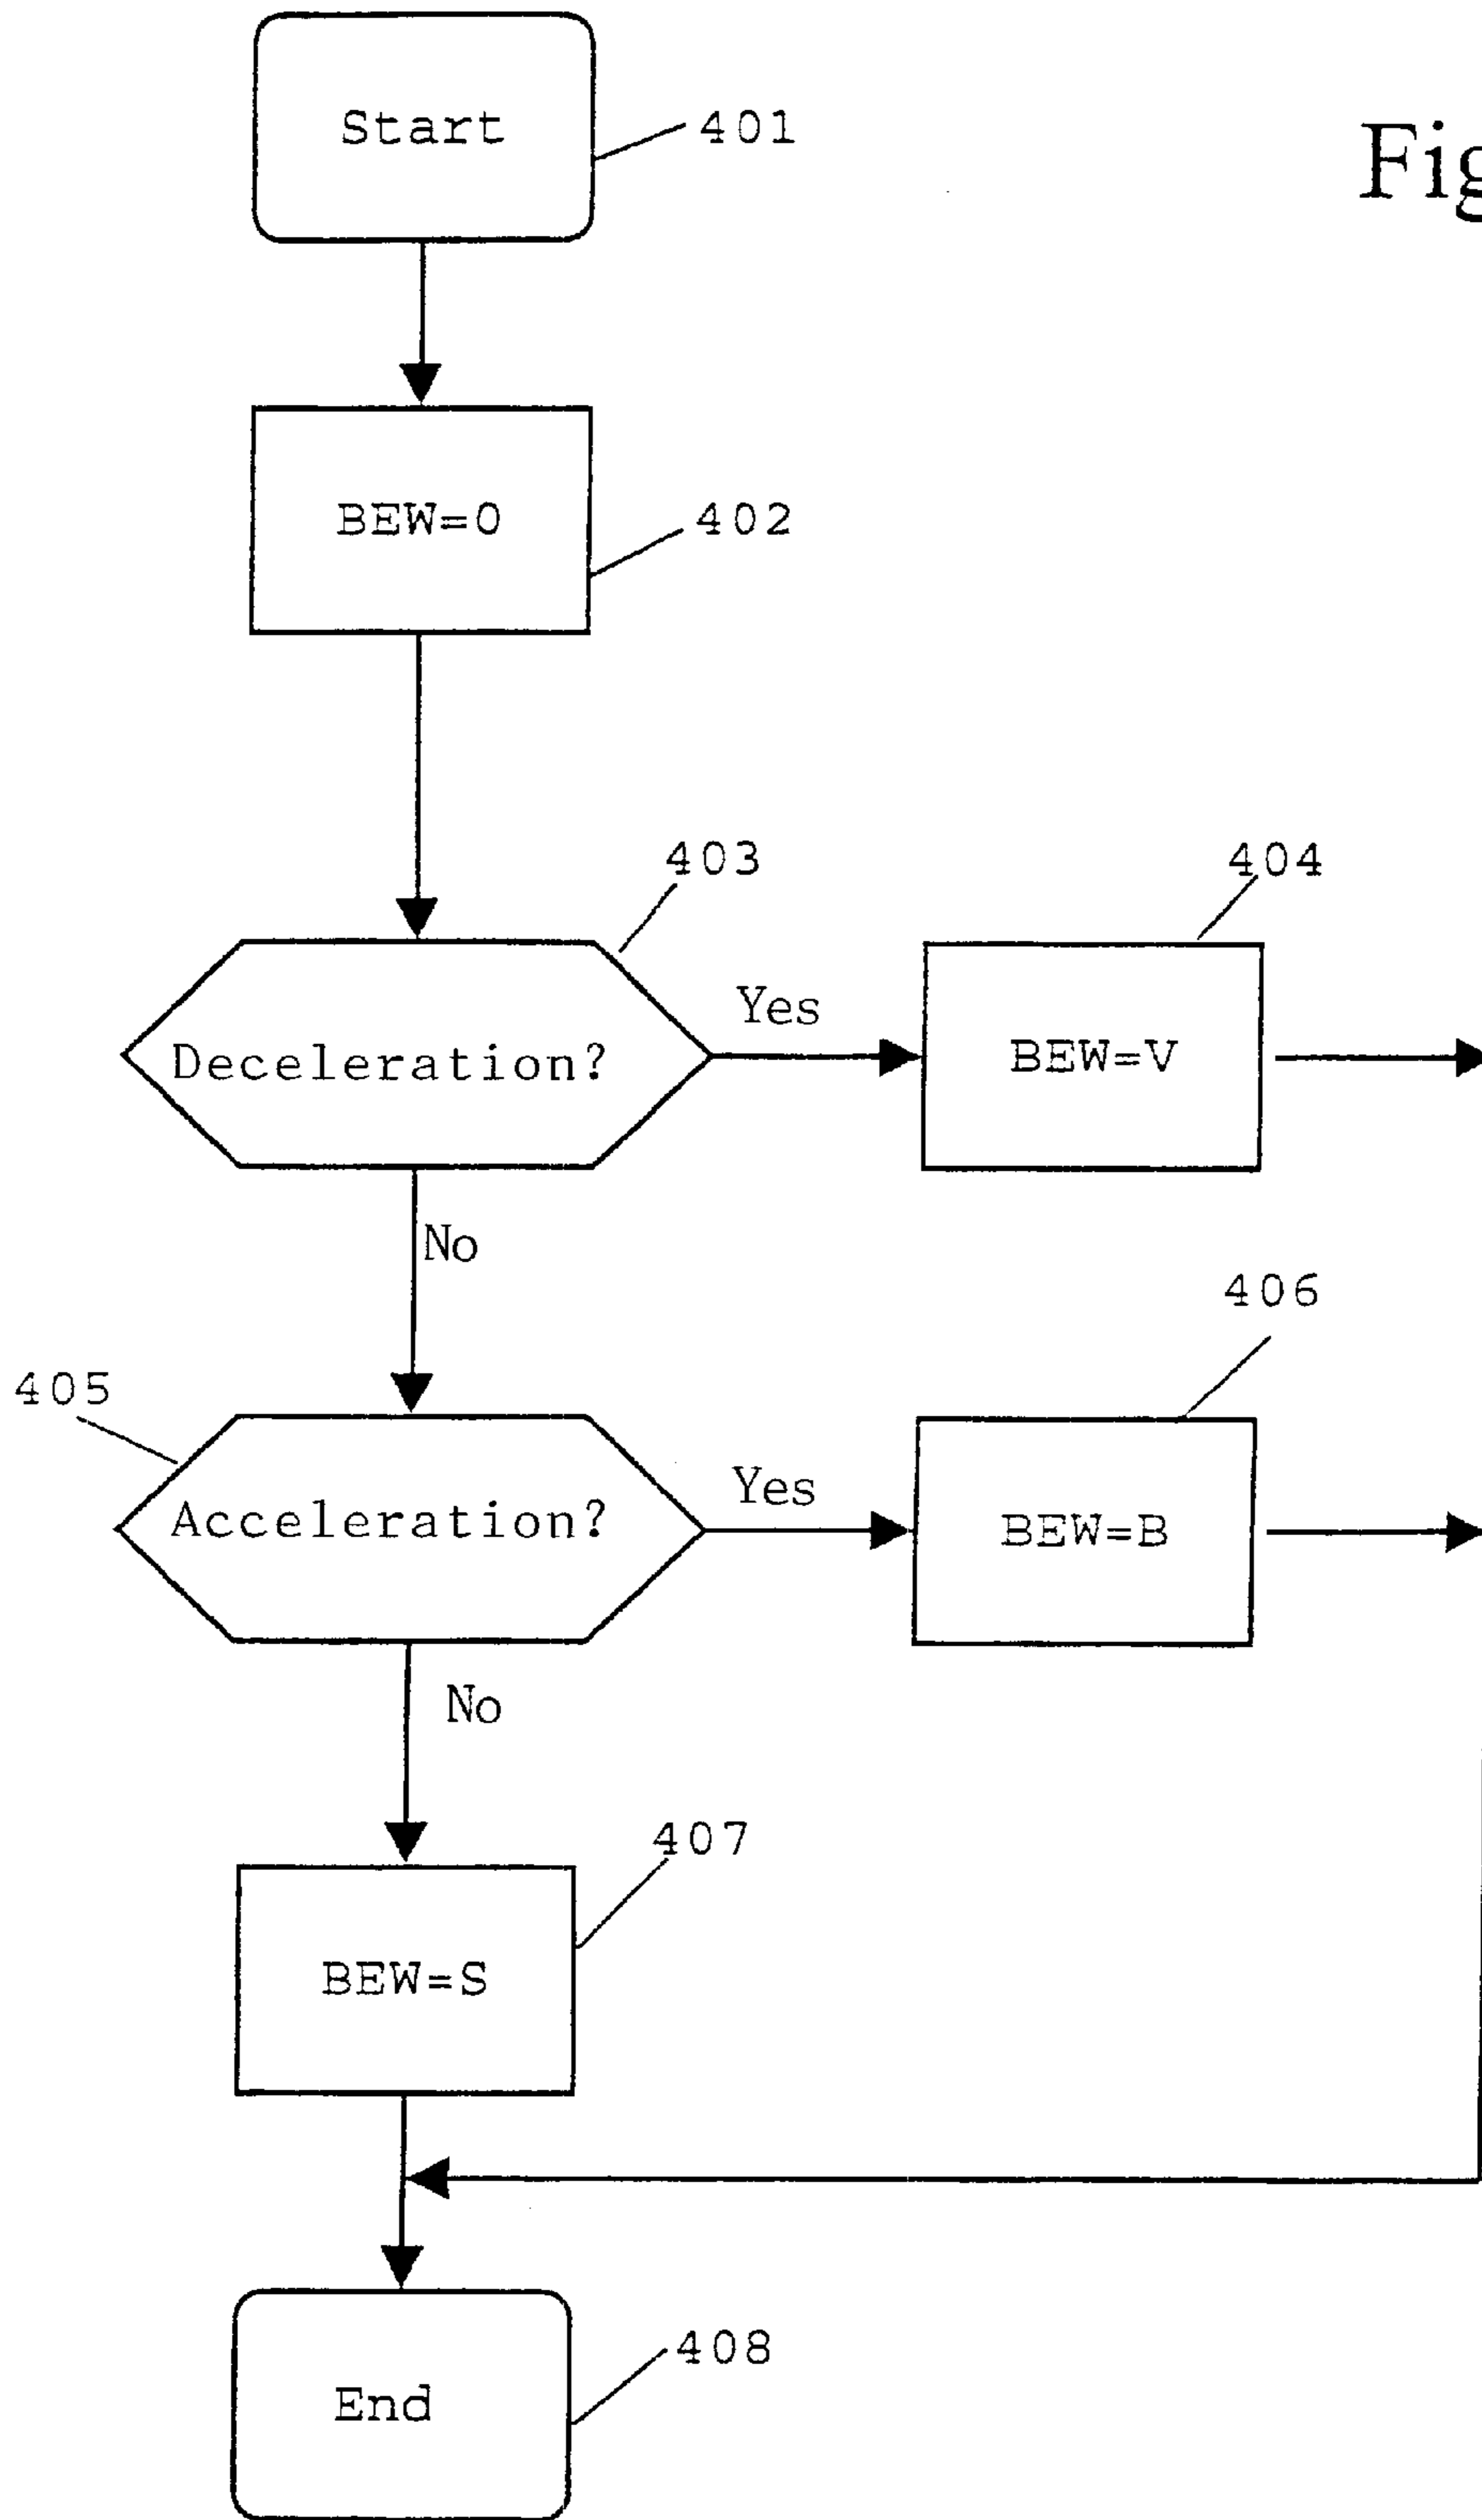 Start
401
Fig
BEW=0
402
403
404
Yes
Deceleration?
BEW=V
No
406
405
Yes
Acceleration?
BEW=B
No
407
BEW=S
408
End